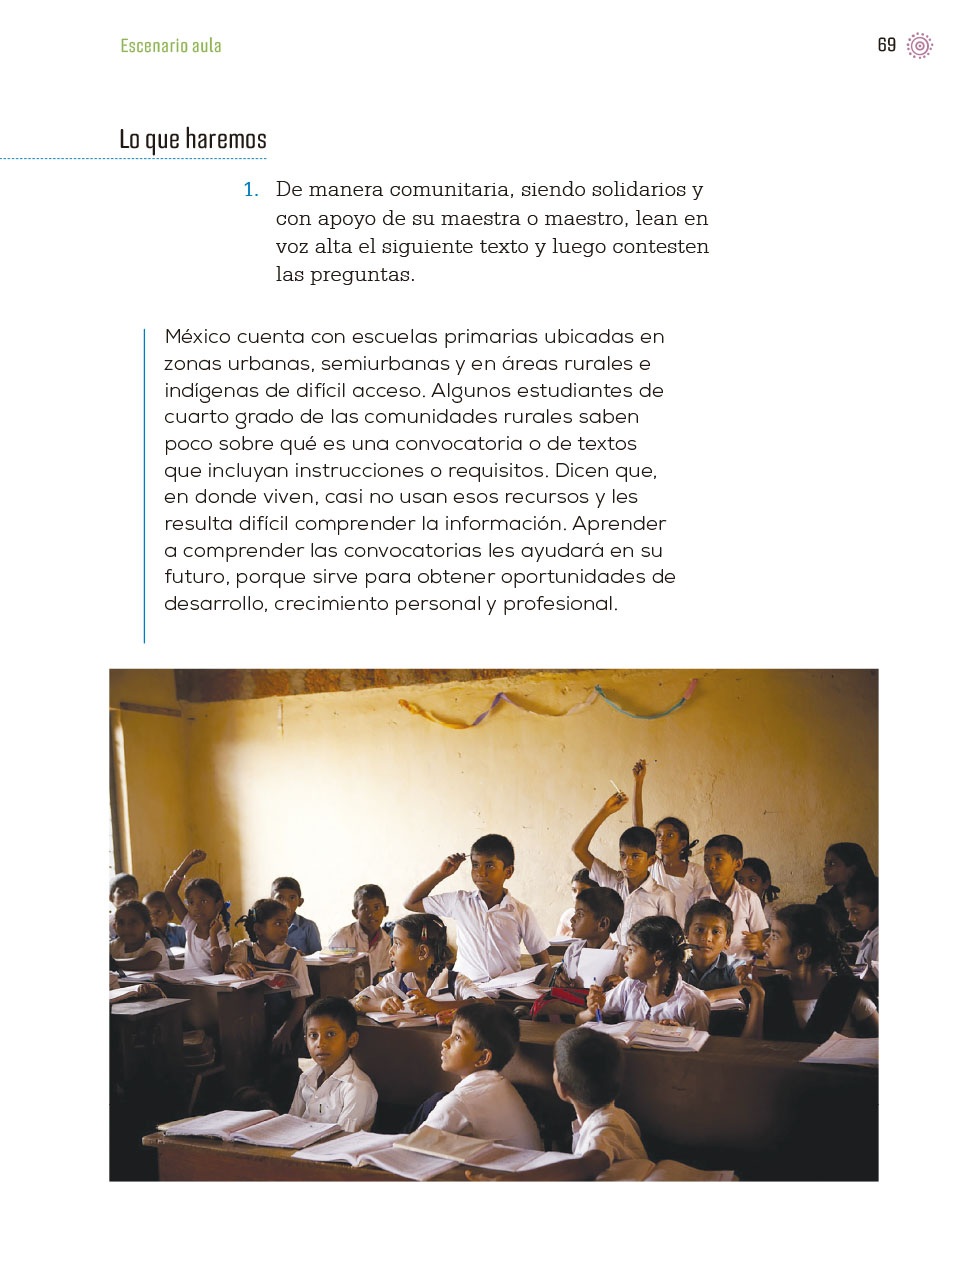 Escenario aula
69
Lo que haremos
1. De manera comunitaria, siendo solidarios y
con apoyo de su maestra o maestro, lean en
voz alta el siguiente texto y luego contesten
las preguntas.
México cuenta con escuelas primarias ubicadas en
zonas urbanas, semiurbanas y en áreas rurales e
indígenas de difícil acceso. Algunos estudiantes de
cuarto grado de las comunidades rurales saben
poco sobre qué es una convocatoria o de textos
que incluyan instrucciones o requisitos. Dicen que,
en donde viven, casi no usan esos recursos y les
resulta difícil comprender la información. Aprender
a comprender las convocatorias les ayudará en su
futuro, porque sirve para obtener oportunidades de
desarrollo, crecimiento personal y profesional.